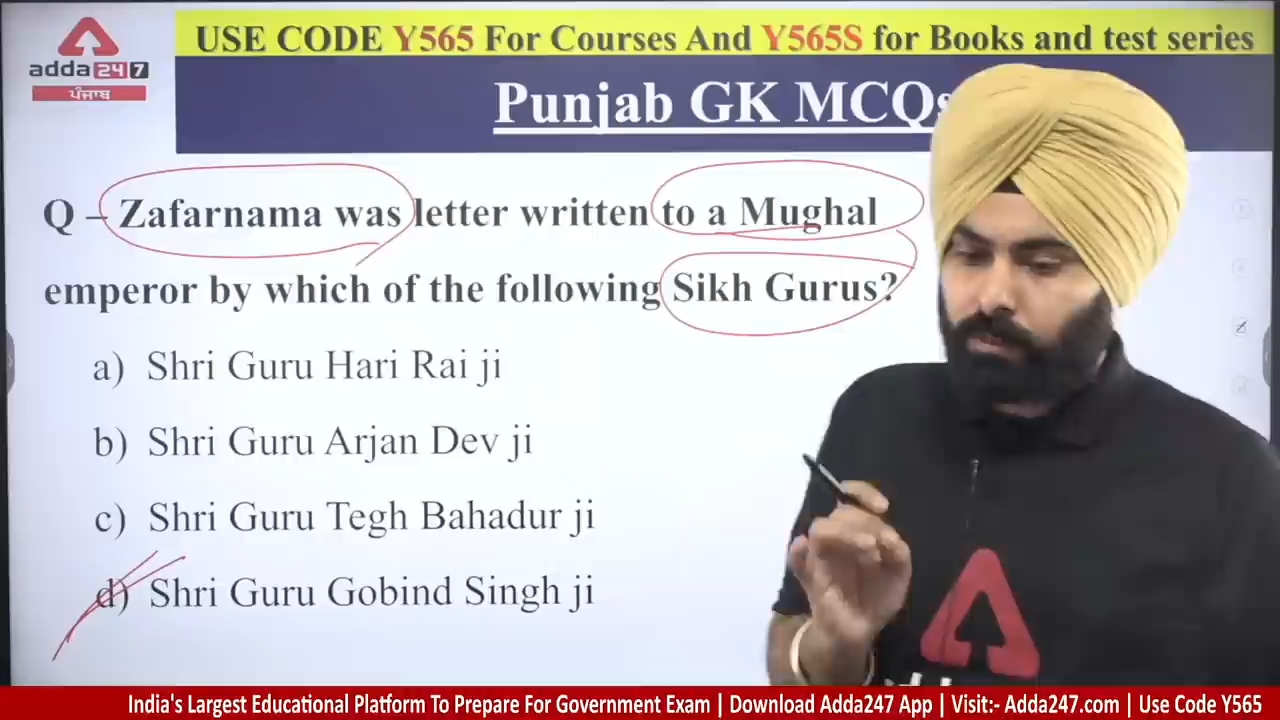 USE CODE Y565 For Courses And Y565S for Books and test series
adda247
ਪੰਜਾਬ
Punjab GK MCQs
Q – Zafarnama was letter written to a Mughal
emperor by which of the following Sikh Gurus?
a) Shri Guru Hari Rai ji
b) Shri Guru Arjan Dev ji
c) Shri Guru Tegh Bahadur ji
d) Shri Guru Gobind Singh ji
India's Largest Educational Platform To Prepare For Government Exam | Download Adda247 App | Visit:- Adda247.com | Use Code Y565